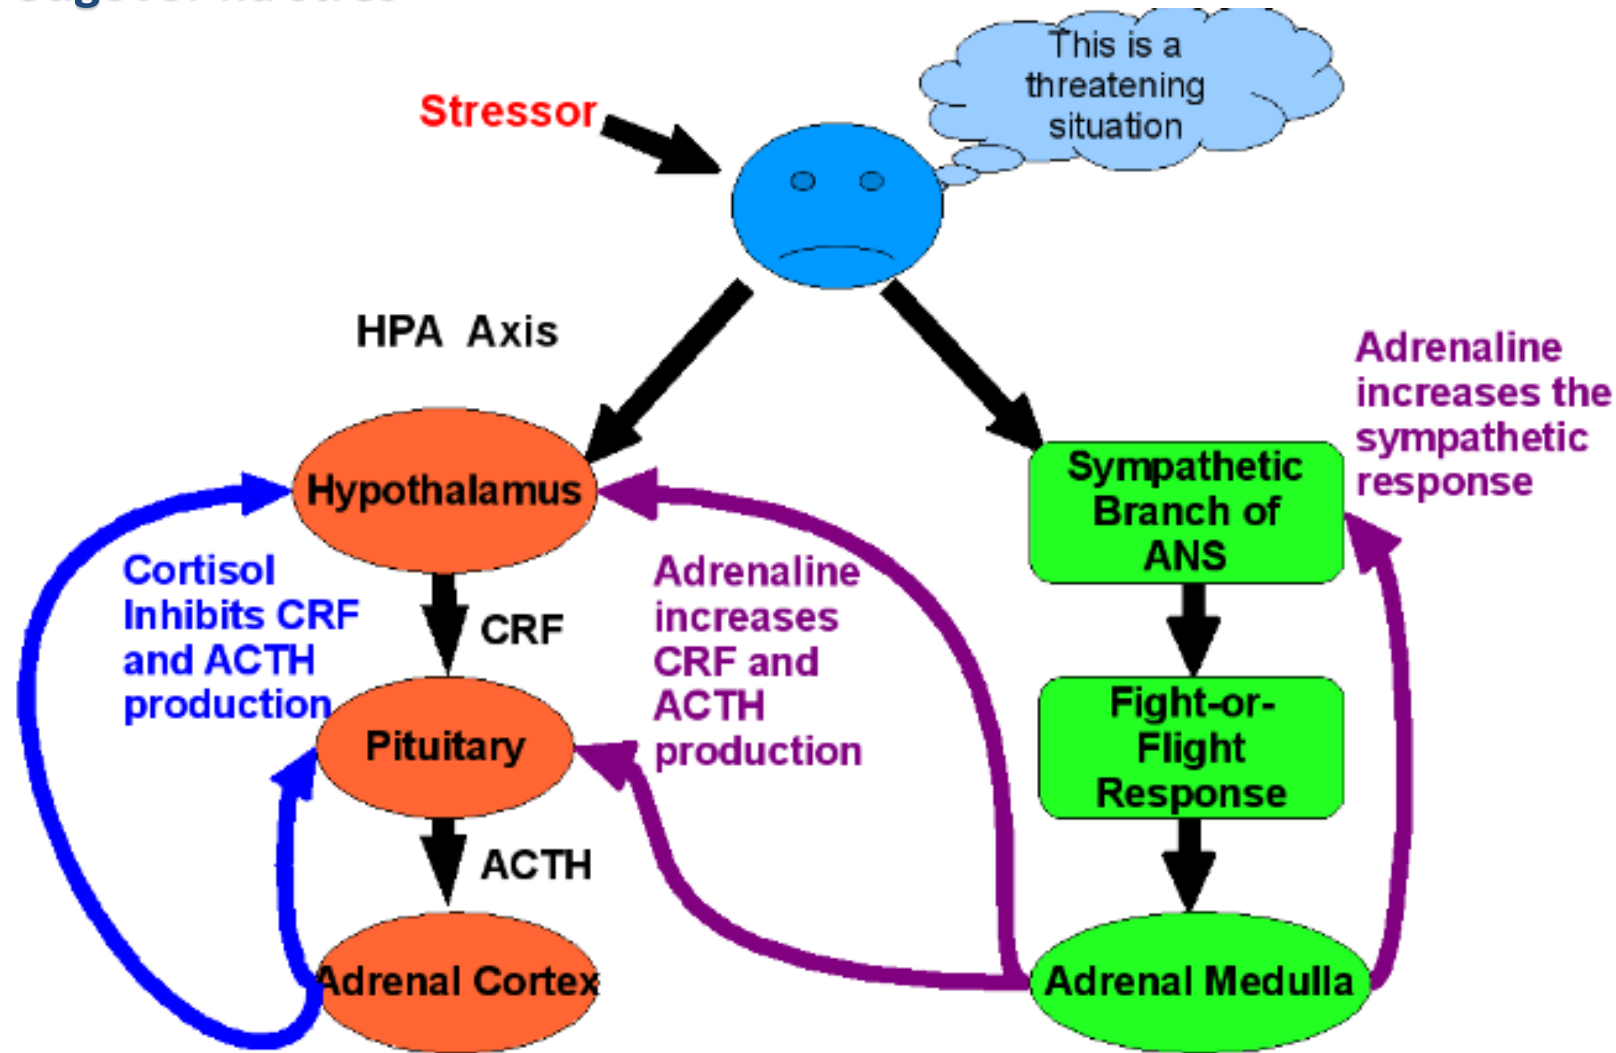 This is a
threatening
situation
Stressor
HPA Axis
Adrenaline
increases the
sympathetic
response
Hypothalamus
Sympathetic
Branch of
ANS
Cortisol
Inhibits CRF
and ACTH
production
CRF
Adrenaline
increases
CRF and
ACTH
production
Pituitary
Fight-or-
Flight
Response
ACTH
Adrenal Cortex
Adrenal Medulla